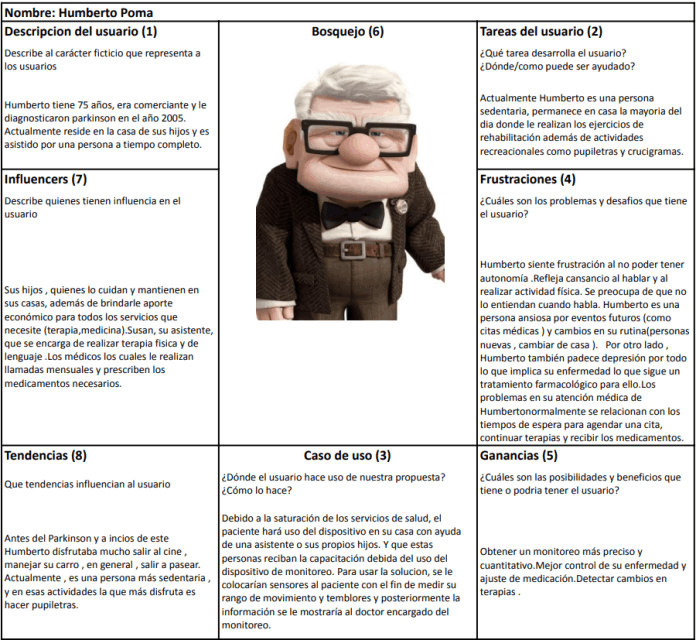 Nombre: Humberto Poma
Descripcion del usuario (1)
Describe al carácter ficticio que representa a
los usuarios
Humberto tiene 75 años, era comerciante y le
diagnosticaron parkinson en el año 2005.
Actualmente reside en la casa de sus hijos y es
asistido por una persona a tiempo completo.
Bosquejo (6)
Tareas del usuario (2)
¿Qué tarea desarrolla el usuario?
¿Dónde/como puede ser ayudado?
Actualmente Humberto es una persona
sedentaria, permanece en casa la mayoria del
dia donde le realizan los ejercicios de
rehabilitación además de actividades
recreacionales como pupiletras y crucigramas.
Influencers (7)
Describe quienes tienen influencia en el
usuario
Sus hijos , quienes lo cuidan y mantienen en
sus casas, además de brindarle aporte
económico para todos los servicios que
necesite (terapia,medicina).Susan, su asistente,
que se encarga de realizar terapia fisica y de
lenguaje .Los médicos los cuales le realizan
llamadas mensuales y prescriben los
medicamentos necesarios.
Frustraciones (4)
¿Cuáles son los problemas y desafios que tiene
el usuario?
Humberto siente frustración al no poder tener
autonomía .Refleja cansancio al hablar y al
realizar actividad física. Se preocupa de que no
lo entiendan cuando habla. Humberto es una
persona ansiosa por eventos futuros (como
citas médicas ) y cambios en su rutina(personas
nuevas , cambiar de casa ). Por otro lado ,
Humberto también padece depresión por todo
lo que implica su enfermedad lo que sigue un
tratamiento farmacológico para ello.Los
problemas en su atención médica de
Humbertonormalmente se relacionan con los
tiempos de espera para agendar una cita,
continuar terapias y recibir los medicamentos.
Tendencias (8)
Que tendencias influencian al usuario
Antes del Parkinson y a incios de este
Humberto disfrutaba mucho salir al cine ,
manejar su carro , en general , salir a pasear.
Actualmente , es una persona más sedentaria ,
y en esas actividades la que más disfruta es
hacer pupiletras.
Caso de uso (3)
¿Dónde el usuario hace uso de nuestra propuesta?
¿Cómo lo hace?
Debido a la saturación de los servicios de salud, el
paciente hará uso del dispositivo en su casa con ayuda
de una asistente o sus propios hijos. Y que estas
personas reciban la capacitación debida del uso del
dispositivo de monitoreo. Para usar la solucion, se le
colocarían sensores al paciente con el fin de medir su
rango de movimiento y temblores y posteriormente la
información se le mostraría al doctor encargado del
monitoreo.
Ganancias (5)
¿Cuáles son las posibilidades y beneficios que
tiene o podria tener el usuario?
Obtener un monitoreo más preciso y
cuantitativo.Mejor control de su enfermedad y
ajuste de medicación.Detectar cambios en
terapias .